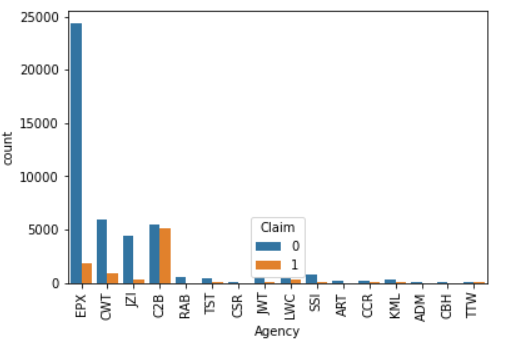 25000
20000
15000
10000
5000
0
count
Claim
0
1
EPX CWT JZI C2B RAB TST CSR JWT LWC SSI ART CCR KML ADM CBH TTW
Agency